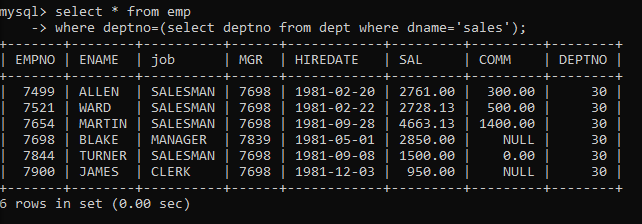 mysql> select * from emp
    -> where deptno=(select deptno from dept where dname='sales');
+-------+--------+----------+------+------------+---------+---------+--------+
| EMPNO | ENAME  | job      | MGR  | HIREDATE   | SAL     | COMM    | DEPTNO |
+-------+--------+----------+------+------------+---------+---------+--------+
|  7499 | ALLEN  | SALESMAN | 7698 | 1981-02-20 | 2761.00 |  300.00 |     30 |
|  7521 | WARD   | SALESMAN | 7698 | 1981-02-22 | 2728.13 |  500.00 |     30 |
|  7654 | MARTIN | SALESMAN | 7698 | 1981-09-28 | 4663.13 | 1400.00 |     30 |
|  7698 | BLAKE  | MANAGER  | 7839 | 1981-05-01 | 2850.00 |    NULL |     30 |
|  7844 | TURNER | SALESMAN | 7698 | 1981-09-08 | 1500.00 |    0.00 |     30 |
|  7900 | JAMES  | CLERK    | 7698 | 1981-12-03 |  950.00 |    NULL |     30 |
+-------+--------+----------+------+------------+---------+---------+--------+
6 rows in set (0.00 sec)